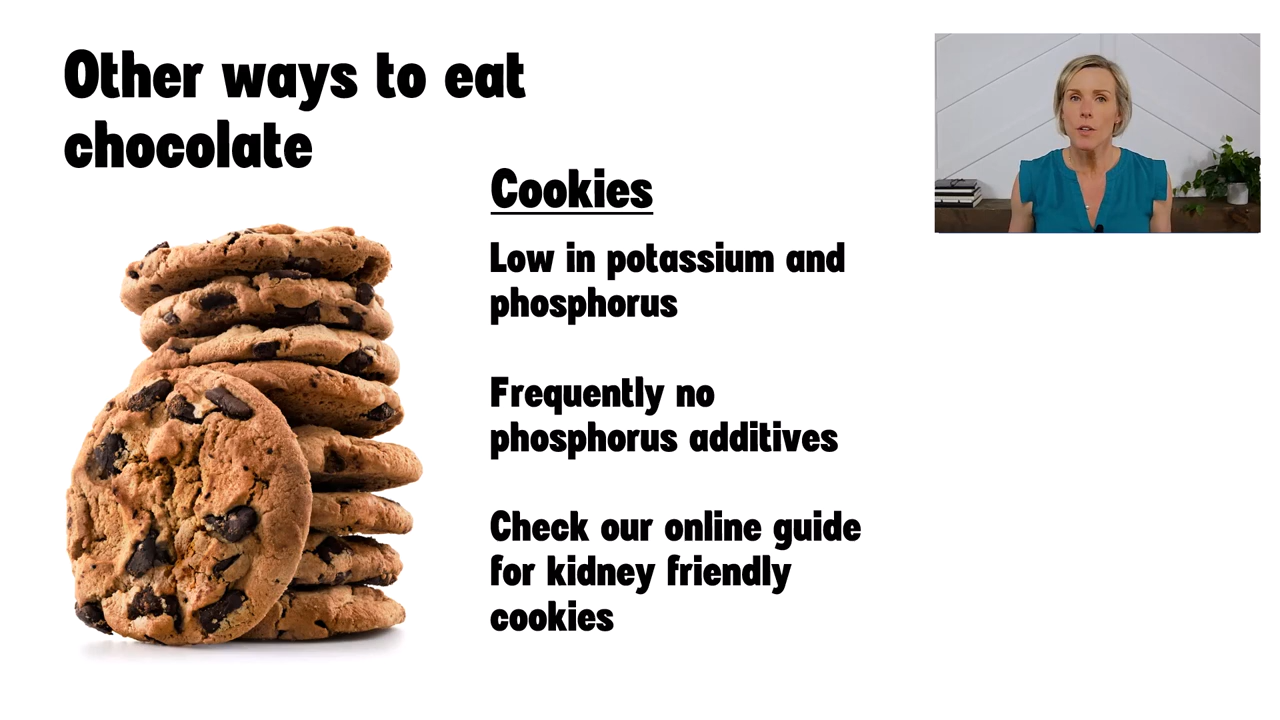 Other ways to eat
chocolate
Cookies
Low in potassium and
phosphorus
Frequently no
phosphorus additives
Check our online guide
for kidney friendly
cookies